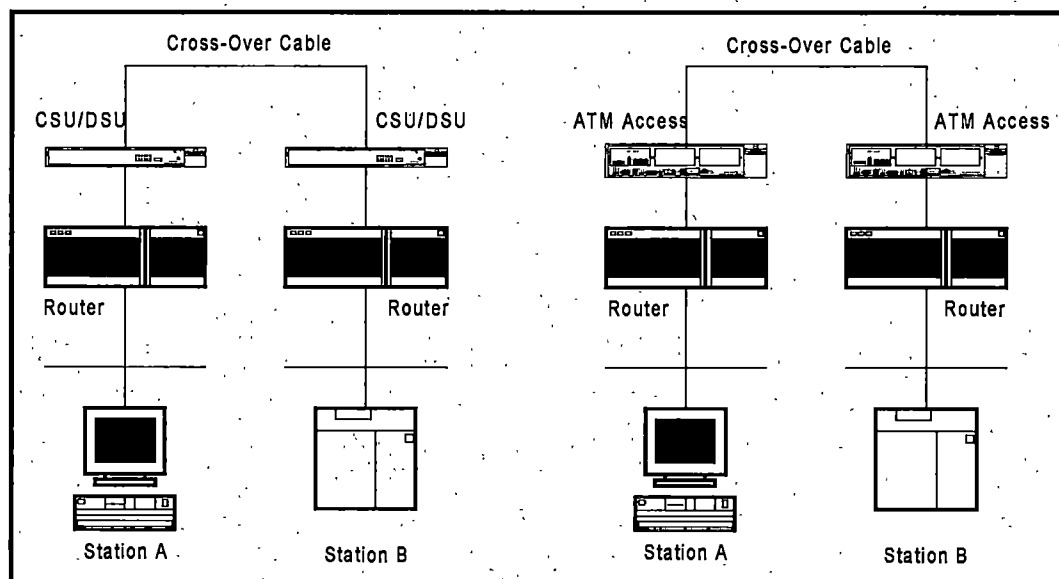 Cross-Over Cable
CSU/DSU
CSU/DSU
Router
Router
Station A
Station B
Cross-Over Cable
ATM Access
ATM Access
Router
Router
Station A
Station B